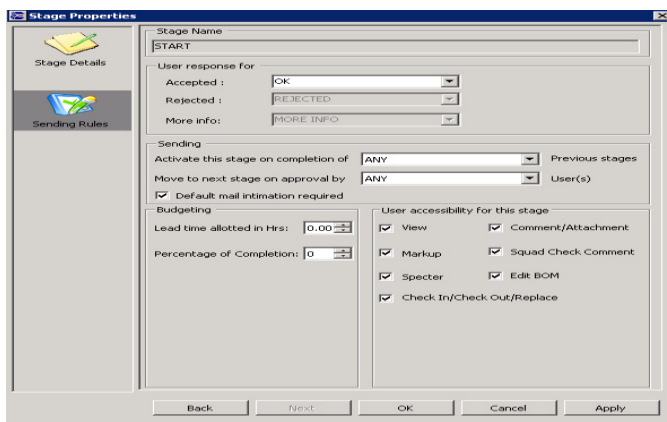 Stage Properties
Stage Details
Sending Rules
Stage Name
START
User response for
Accepted : OK
Rejected : REJECTED
More info: MORE INFO
Sending
Activate this stage on completion of ANY Previous stages
Move to next stage on approval by ANY User(s)
Default mail intimation required
Budgeting
Lead time allotted in Hrs: 0.00
Percentage of Completion: 0
User accessibility for this stage
View Comment/Attachment
Markup Squad Check Comment
Specter Edit BOM
Check In/Check Out/Replace
Back Next OK Cancel Apply